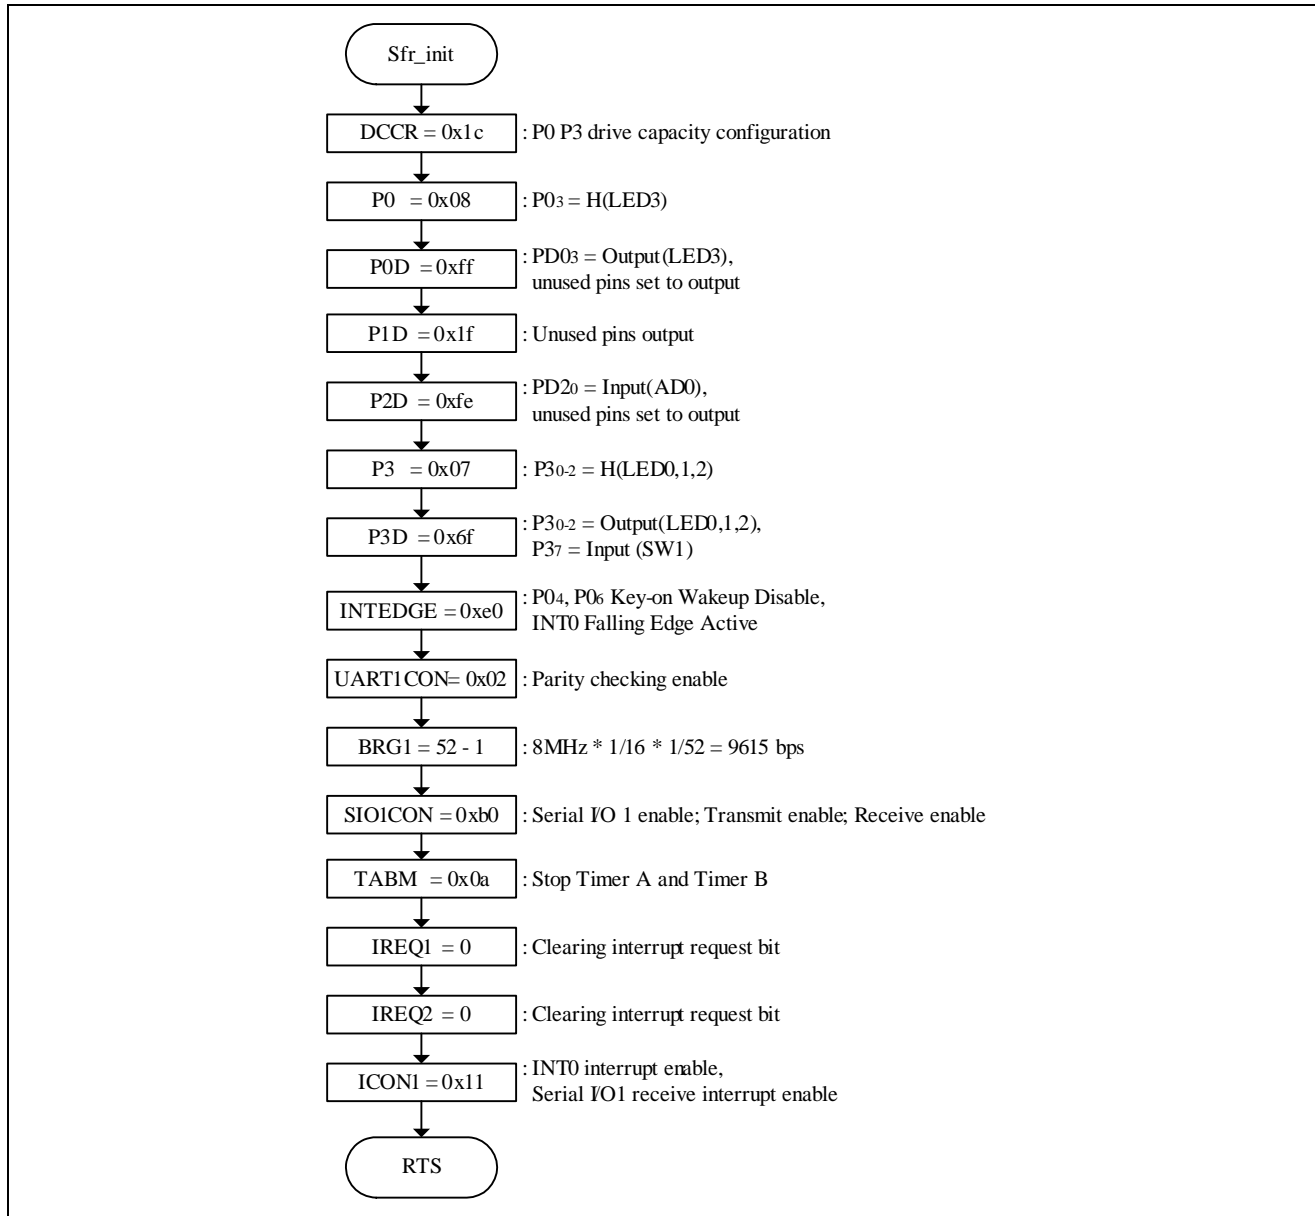 Sfr_init
DCCR = 0x1c : P0 P3 drive capacity configuration
P0 = 0x08 : P03 = H(LED3)
P0D = 0xff : PD03 = Output(LED3),
unused pins set to output
P1D = 0x1f : Unused pins output
P2D = 0xfe : PD20 = Input(AD0),
unused pins set to output
P3 = 0x07 : P30-2 = H(LED0,1,2)
P3D = 0x6f : P30-2 = Output(LED0,1,2),
P37 = Input (SW1)
INTEDGE = 0xe0 : P04, P06 Key-on Wakeup Disable,
INT0 Falling Edge Active
UART1CON= 0x02 : Parity checking enable
BRG1 = 52 - 1 : 8MHz * 1/16 * 1/52 = 9615 bps
SIO1CON = 0xb0 : Serial I/O 1 enable; Transmit enable; Receive enable
TABM = 0x0a : Stop Timer A and Timer B
IREQ1 = 0 : Clearing interrupt request bit
IREQ2 = 0 : Clearing interrupt request bit
ICON1 = 0x11 : INT0 interrupt enable,
Serial I/O1 receive interrupt enable
RTS